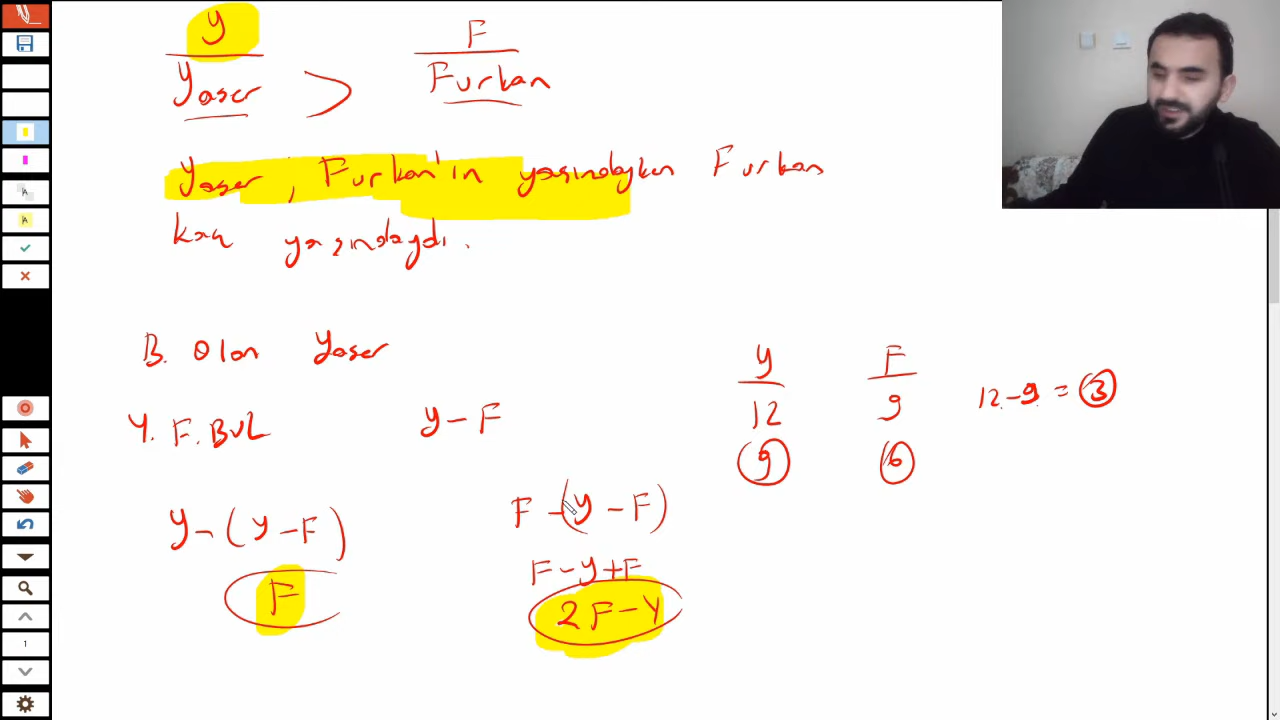 y F
Yaser > Furkan
Yaser, Furkan'ın yaşındayken Furkan
kaç yaşındaydı.
B. Olan Yaser
Y. F. BUL y - F
y F
12 9 12 - 9 = 3
9 6
y - (y - F) F - (y - F)
F F - y + F
2F - Y
1